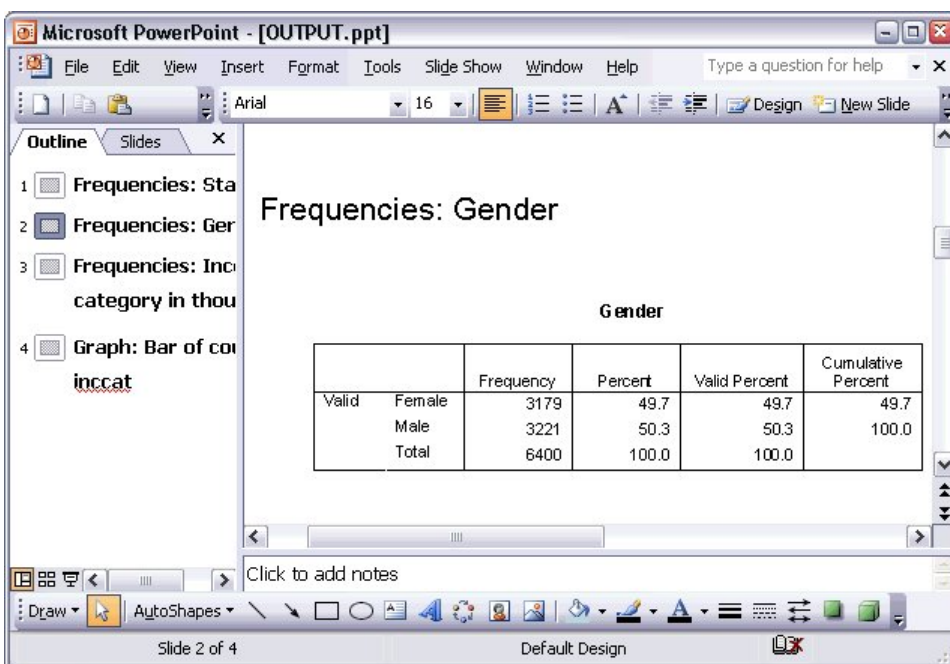 Microsoft PowerPoint - [OUTPUT.ppt]
File Edit View Insert Format Tools Slide Show Window Help Type a question for help
Arial 16 A Design New Slide
Outline Slides
1 Frequencies: Sta
2 Frequencies: Ger
3 Frequencies: Inc
category in thou
4 Graph: Bar of cou
inccat
Frequencies: Gender
Gender
Frequency Percent Valid Percent Cumulative Percent
Valid Female 3179 49.7 49.7 49.7
Male 3221 50.3 50.3 100.0
Total 6400 100.0 100.0
Click to add notes
Draw AutoShapes A A
Slide 2 of 4 Default Design